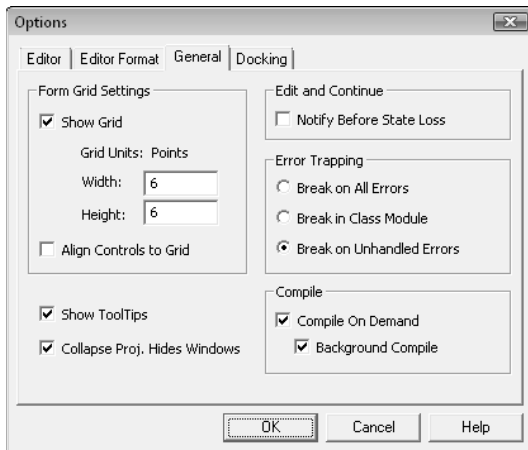 Options
Editor Editor Format General Docking
Form Grid Settings
Show Grid
Grid Units: Points
Width: 6
Height: 6
Align Controls to Grid
Show ToolTips
Collapse Proj. Hides Windows
Edit and Continue
Notify Before State Loss
Error Trapping
Break on All Errors
Break in Class Module
Break on Unhandled Errors
Compile
Compile On Demand
Background Compile
OK Cancel Help